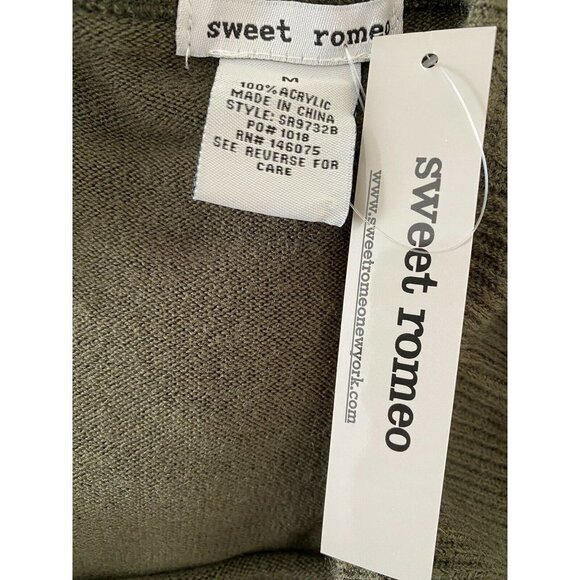 sweet romeo
M
100% ACRYLIC
MADE IN CHINA
STYLE: SR9732B
PO# 1018
RN# 146075
SEE REVERSE FOR
CARE
sweet romeo
www.sweetromeonewyork.com